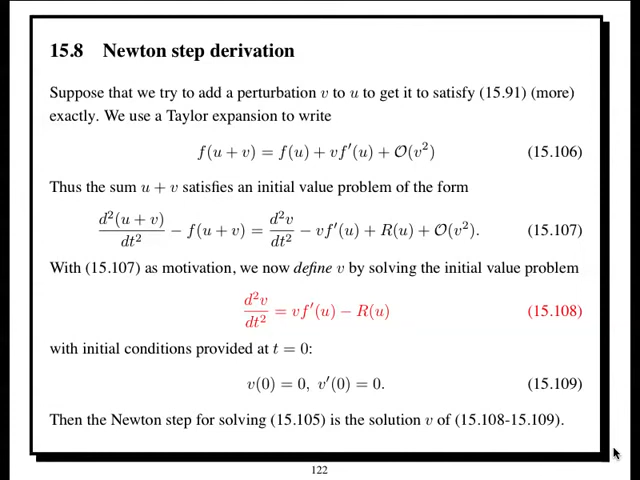 15.8 Newton step derivation
Suppose that we try to add a perturbation v to u to get it to satisfy (15.91) (more)
exactly. We use a Taylor expansion to write
f(u + v) = f(u) + vf′(u) + O(v²) (15.106)
Thus the sum u + v satisfies an initial value problem of the form
d²(u + v)/dt² − f(u + v) = d²v/dt² − vf′(u) + R(u) + O(v²). (15.107)
With (15.107) as motivation, we now define v by solving the initial value problem
d²v/dt² = vf′(u) − R(u) (15.108)
with initial conditions provided at t = 0:
v(0) = 0, v′(0) = 0. (15.109)
Then the Newton step for solving (15.105) is the solution v of (15.108-15.109).
122